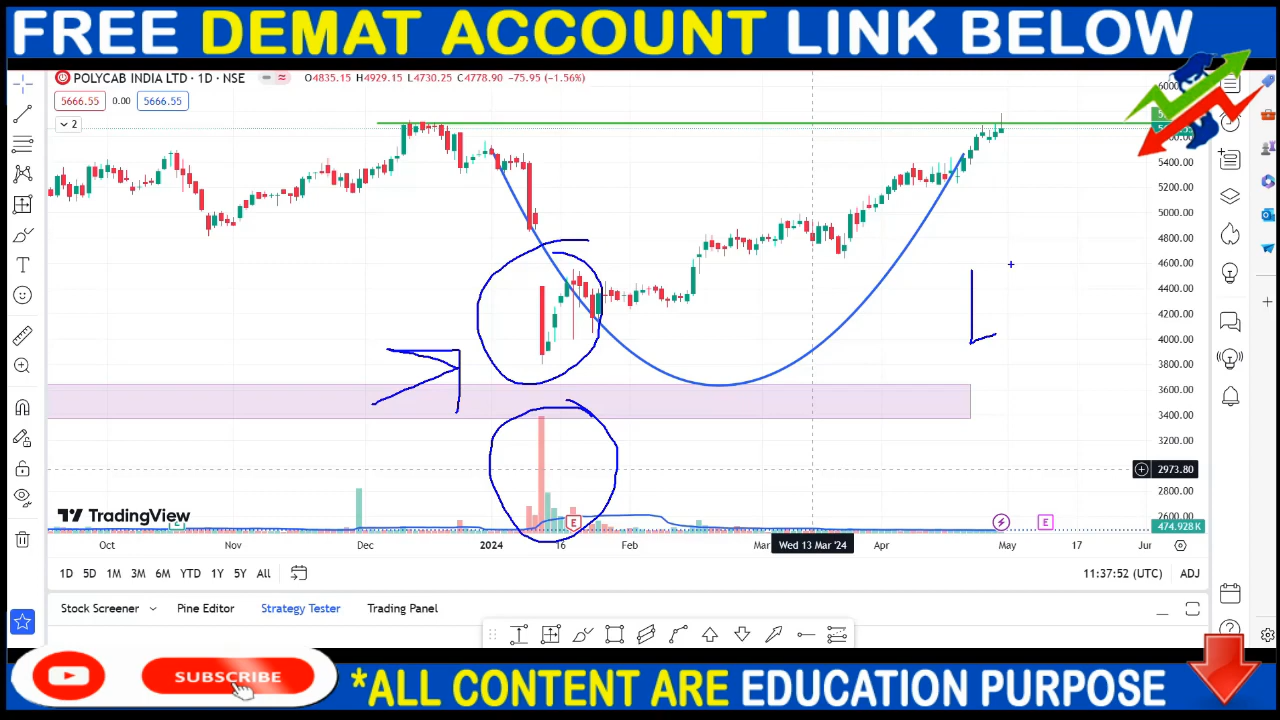 FREE DEMAT ACCOUNT LINK BELOW
POLYCAB INDIA LTD · 1D · NSE O4835.15 H4929.15 L4730.25 C4778.90 -75.95 (-1.56%)
5666.55 0.00 5666.55
2
5400.00
5200.00
5000.00
4800.00
4600.00
4400.00
4200.00
4000.00
3800.00
3600.00
3400.00
3200.00
2973.80
2800.00
TradingView
E E E
474.928K
Oct Nov Dec 2024 16 Feb Mar Wed 13 Mar '24 Apr May 17 Jun
1D 5D 1M 3M 6M YTD 1Y 5Y All 11:37:52 (UTC) ADJ
Stock Screener Pine Editor Strategy Tester Trading Panel
SUBSCRIBE
*ALL CONTENT ARE EDUCATION PURPOSE